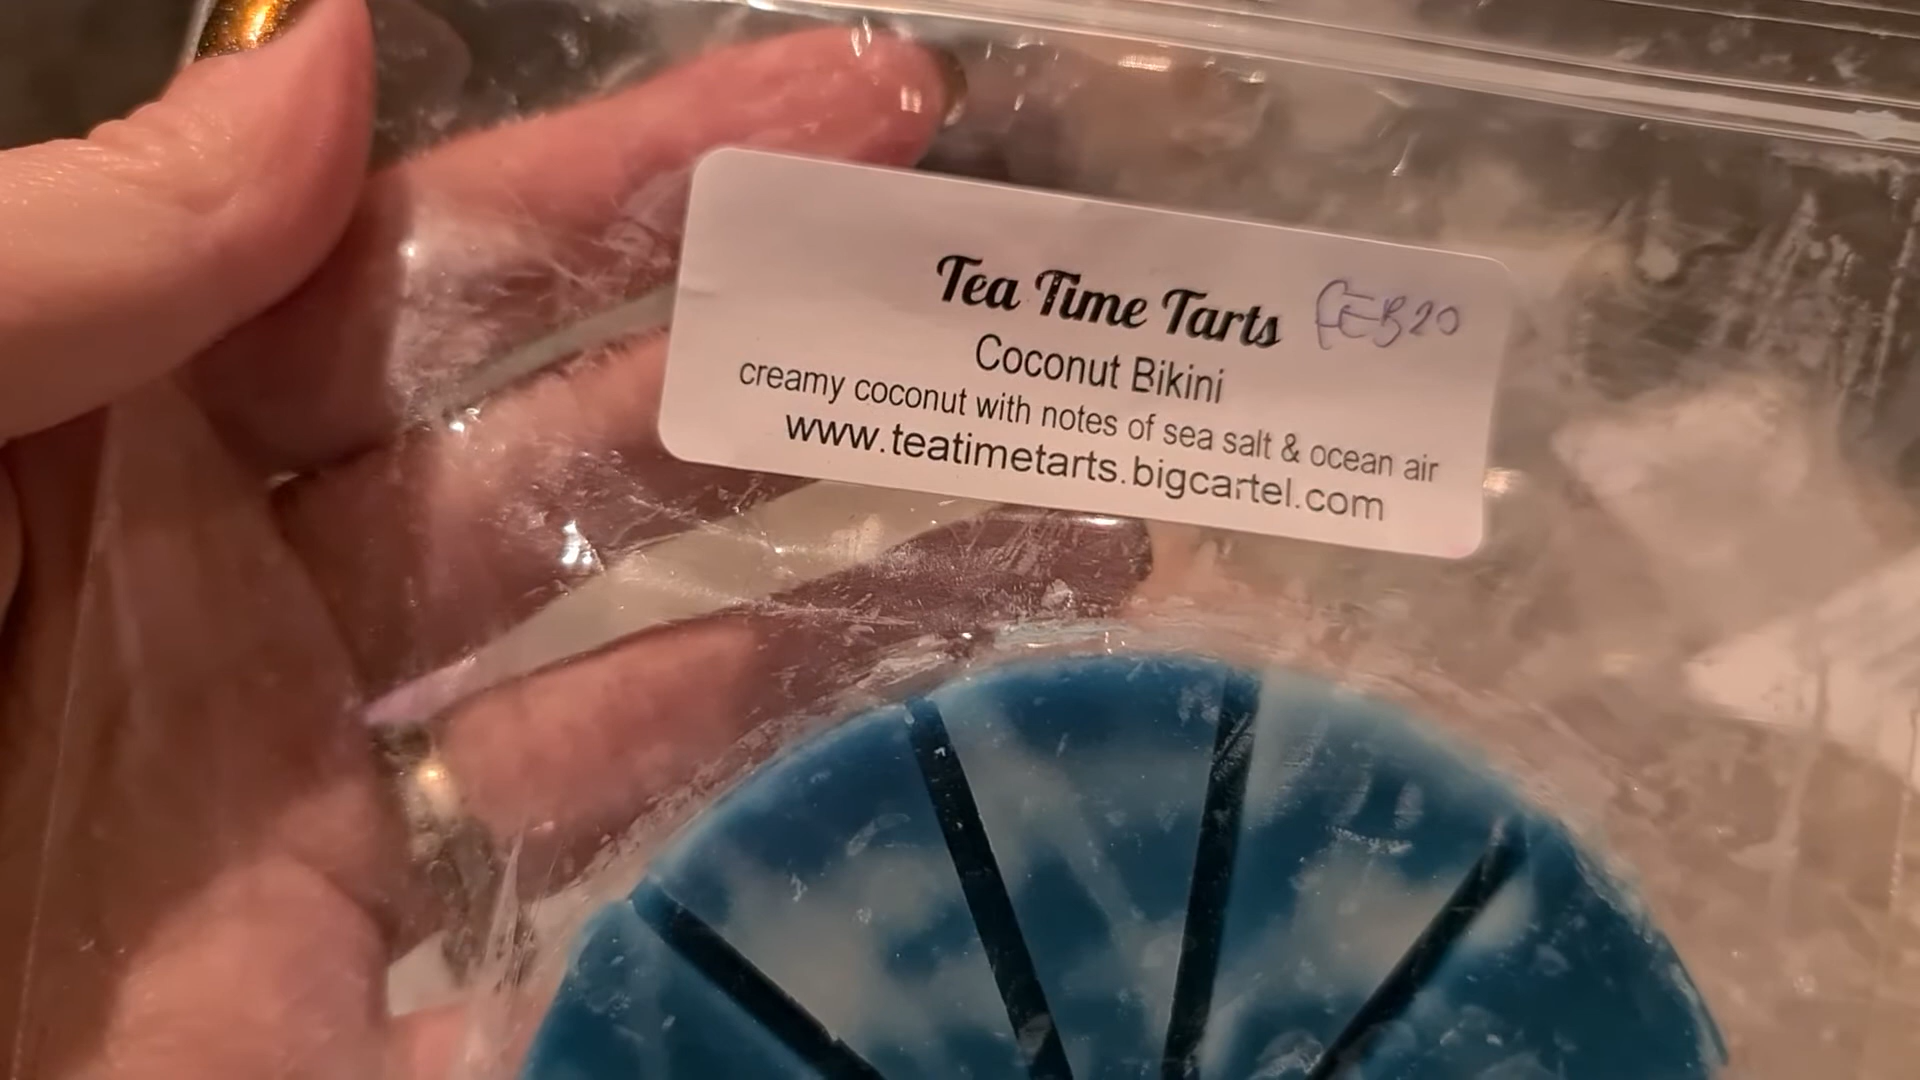 Tea Time Tarts FEB20
Coconut Bikini
creamy coconut with notes of sea salt & ocean air
www.teatimetarts.bigcartel.com